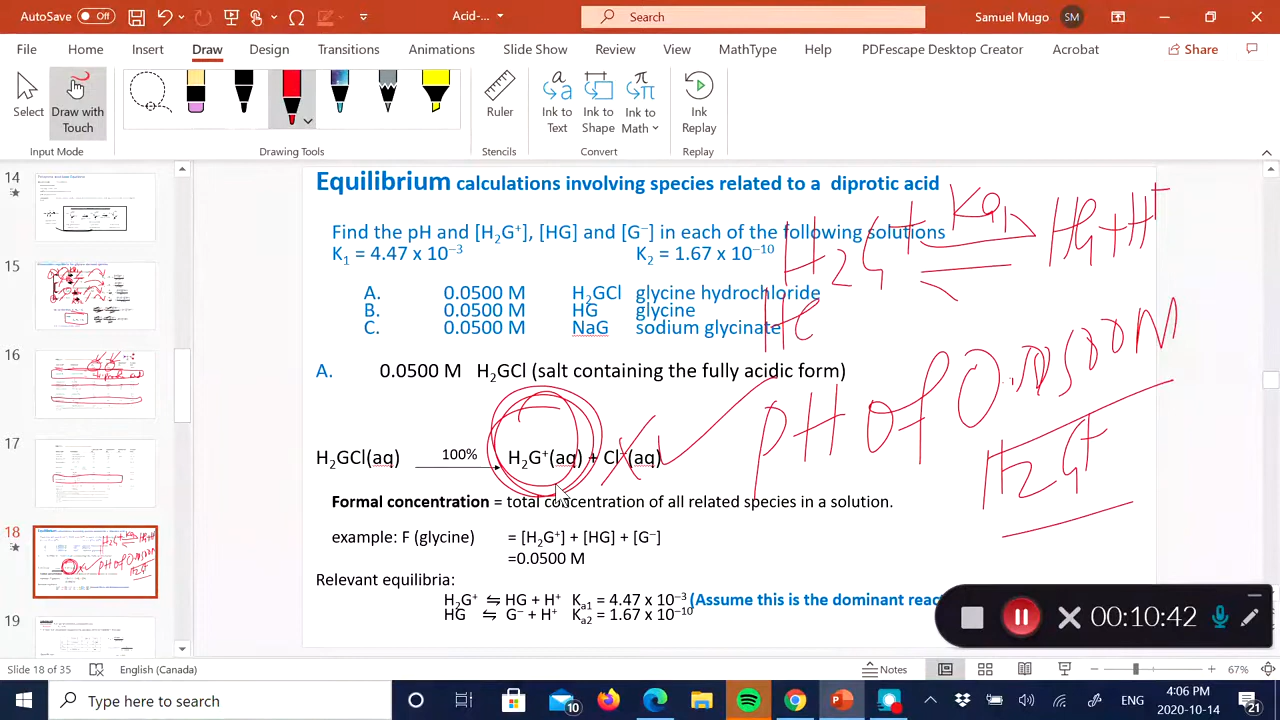 AutoSave Off Acid-... Search Samuel Mugo SM
File Home Insert Draw Design Slide Show Transitions Animations Review View MathType Help PDFescape Desktop Creator Acrobat Share
Select
Draw with Touch
Ruler
Ink to Text
Ink to Shape
Ink to Math
Ink Replay
Input Mode Drawing Tools Stencils Convert Replay
14
15
16
17
18
19
Equilibrium calculations involving species related to a diprotic acid
Find the pH and [H₂G⁺], [HG] and [G⁻] in each of the following solutions
K₁ = 4.47 x 10⁻³ K₂ = 1.67 x 10⁻¹⁰
H₂G⁺ Ka₁ HG + H⁺
A. 0.0500 M H₂GCl glycine hydrochloride
B. 0.0500 M HG glycine
C. 0.0500 M NaG sodium glycinate
A. 0.0500 M H₂GCl (salt containing the fully acidic form)
pH of 0.0500 M
H₂G⁺
H₂GCl(aq) 100% H₂G⁺(aq) + Cl⁻(aq)
Formal concentration = total concentration of all related species in a solution.
example: F (glycine) = [H₂G⁺] + [HG] + [G⁻]
=0.0500 M
Relevant equilibria:
H₂G⁺ ⇋ HG + H⁺ Kₐ₁ = 4.47 x 10⁻³ (Assume this is the dominant reac
HG ⇋ G⁻ + H⁺ Kₐ₂ = 1.67 x 10⁻¹⁰
00:10:42
Slide 18 of 35 English (Canada) Notes 67%
Type here to search 10 ENG 4:06 PM
2020-10-14 21